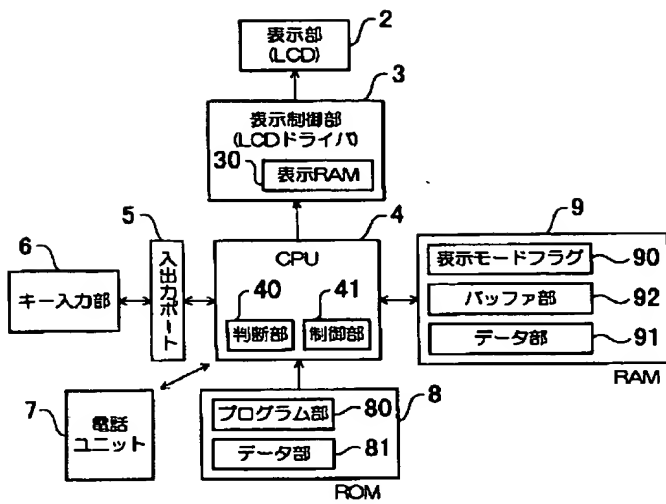 表示部
(LCD)
2
3
表示制御部
(LCDドライバ)
30
表示RAM
5
4
9
6
入出力ポート
CPU
表示モードフラグ
90
キー入力部
40
41
バッファ部
92
判断部
制御部
データ部
91
RAM
7
電話
ユニット
プログラム部
80
8
データ部
81
ROM